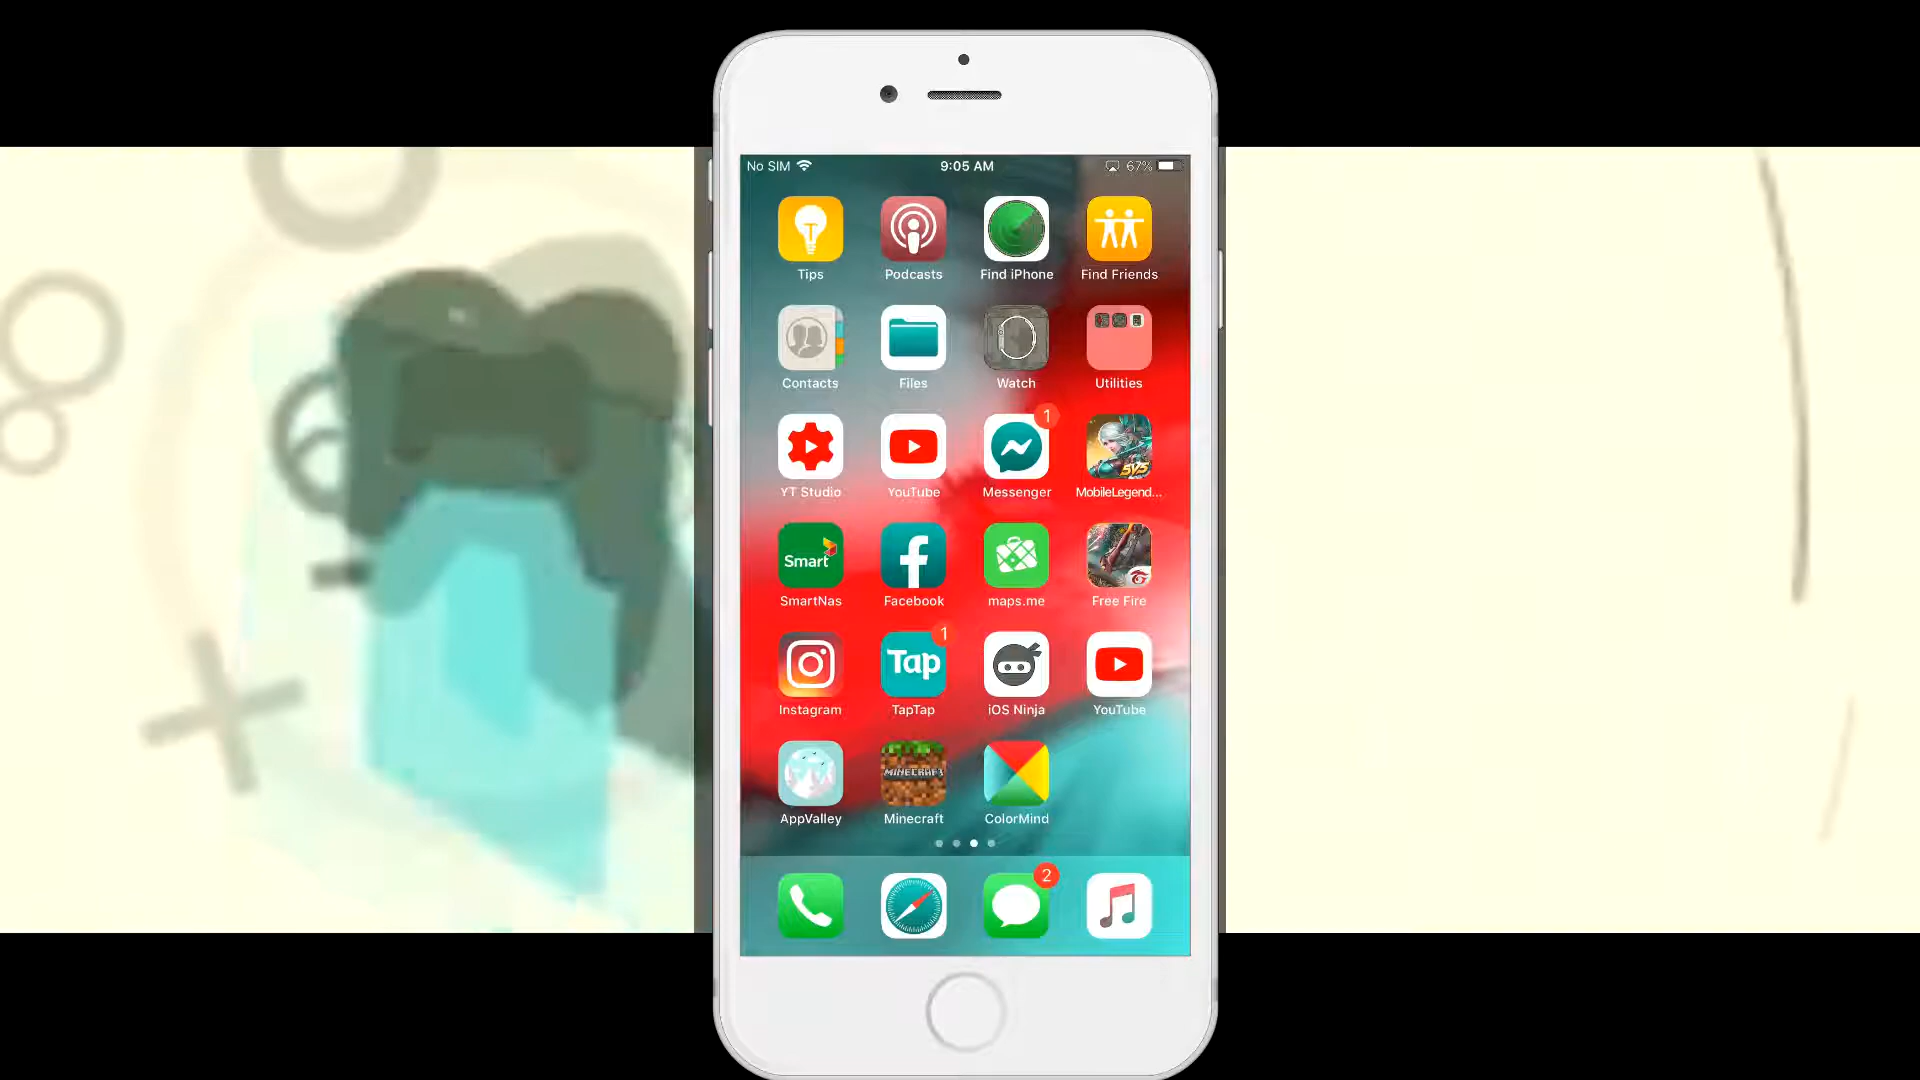 No SIM 9:05 AM 67%
Tips Podcasts Find iPhone Find Friends
Contacts Files Watch Utilities
1
5V5
YT Studio YouTube Messenger MobileLegend...
Smart
SmartNas Facebook maps.me Free Fire
1
Tap
Instagram TapTap iOS Ninja YouTube
MINECRAFT
AppValley Minecraft ColorMind
2